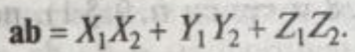 ab = X₁X₂ + Y₁Y₂ + Z₁Z₂.